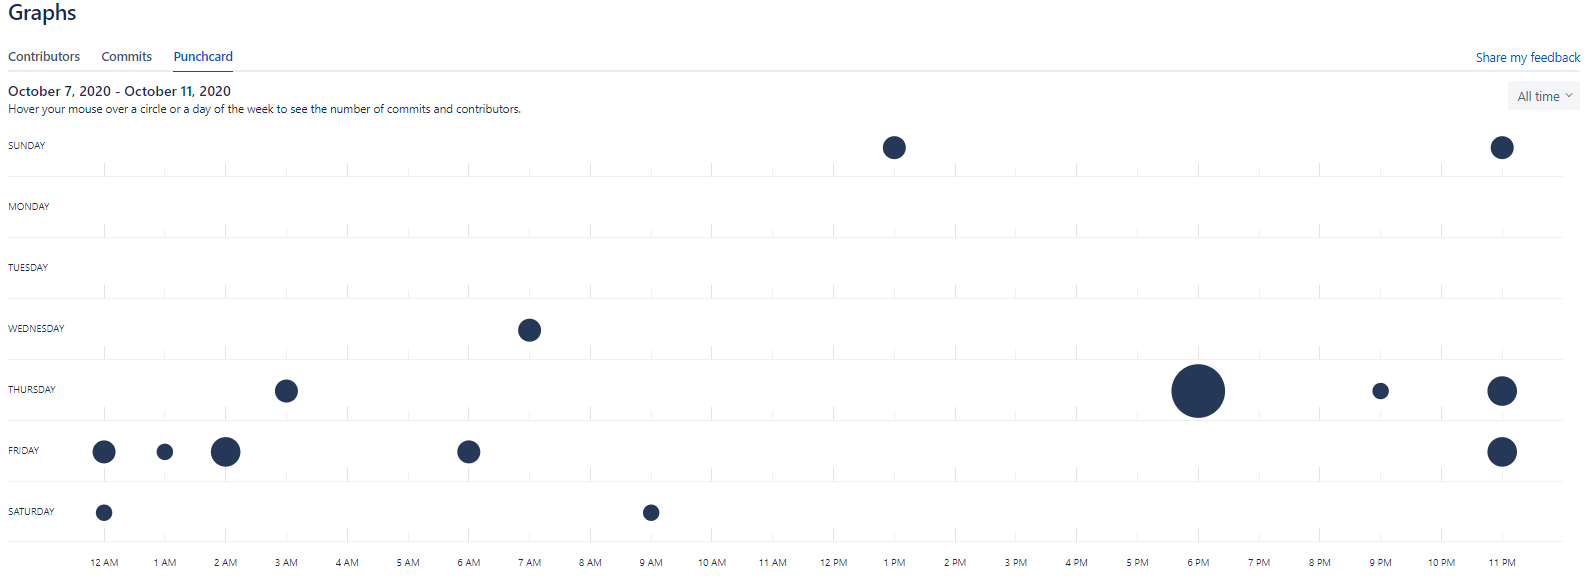 Graphs
Contributors Commits Punchcard Share my feedback
October 7, 2020 - October 11, 2020
Hover your mouse over a circle or a day of the week to see the number of commits and contributors.
All time
SUNDAY
MONDAY
TUESDAY
WEDNESDAY
THURSDAY
FRIDAY
SATURDAY
12 AM 1 AM 2 AM 3 AM 4 AM 5 AM 6 AM 7 AM 8 AM 9 AM 10 AM 11 AM 12 PM 1 PM 2 PM 3 PM 4 PM 5 PM 6 PM 7 PM 8 PM 9 PM 10 PM 11 PM